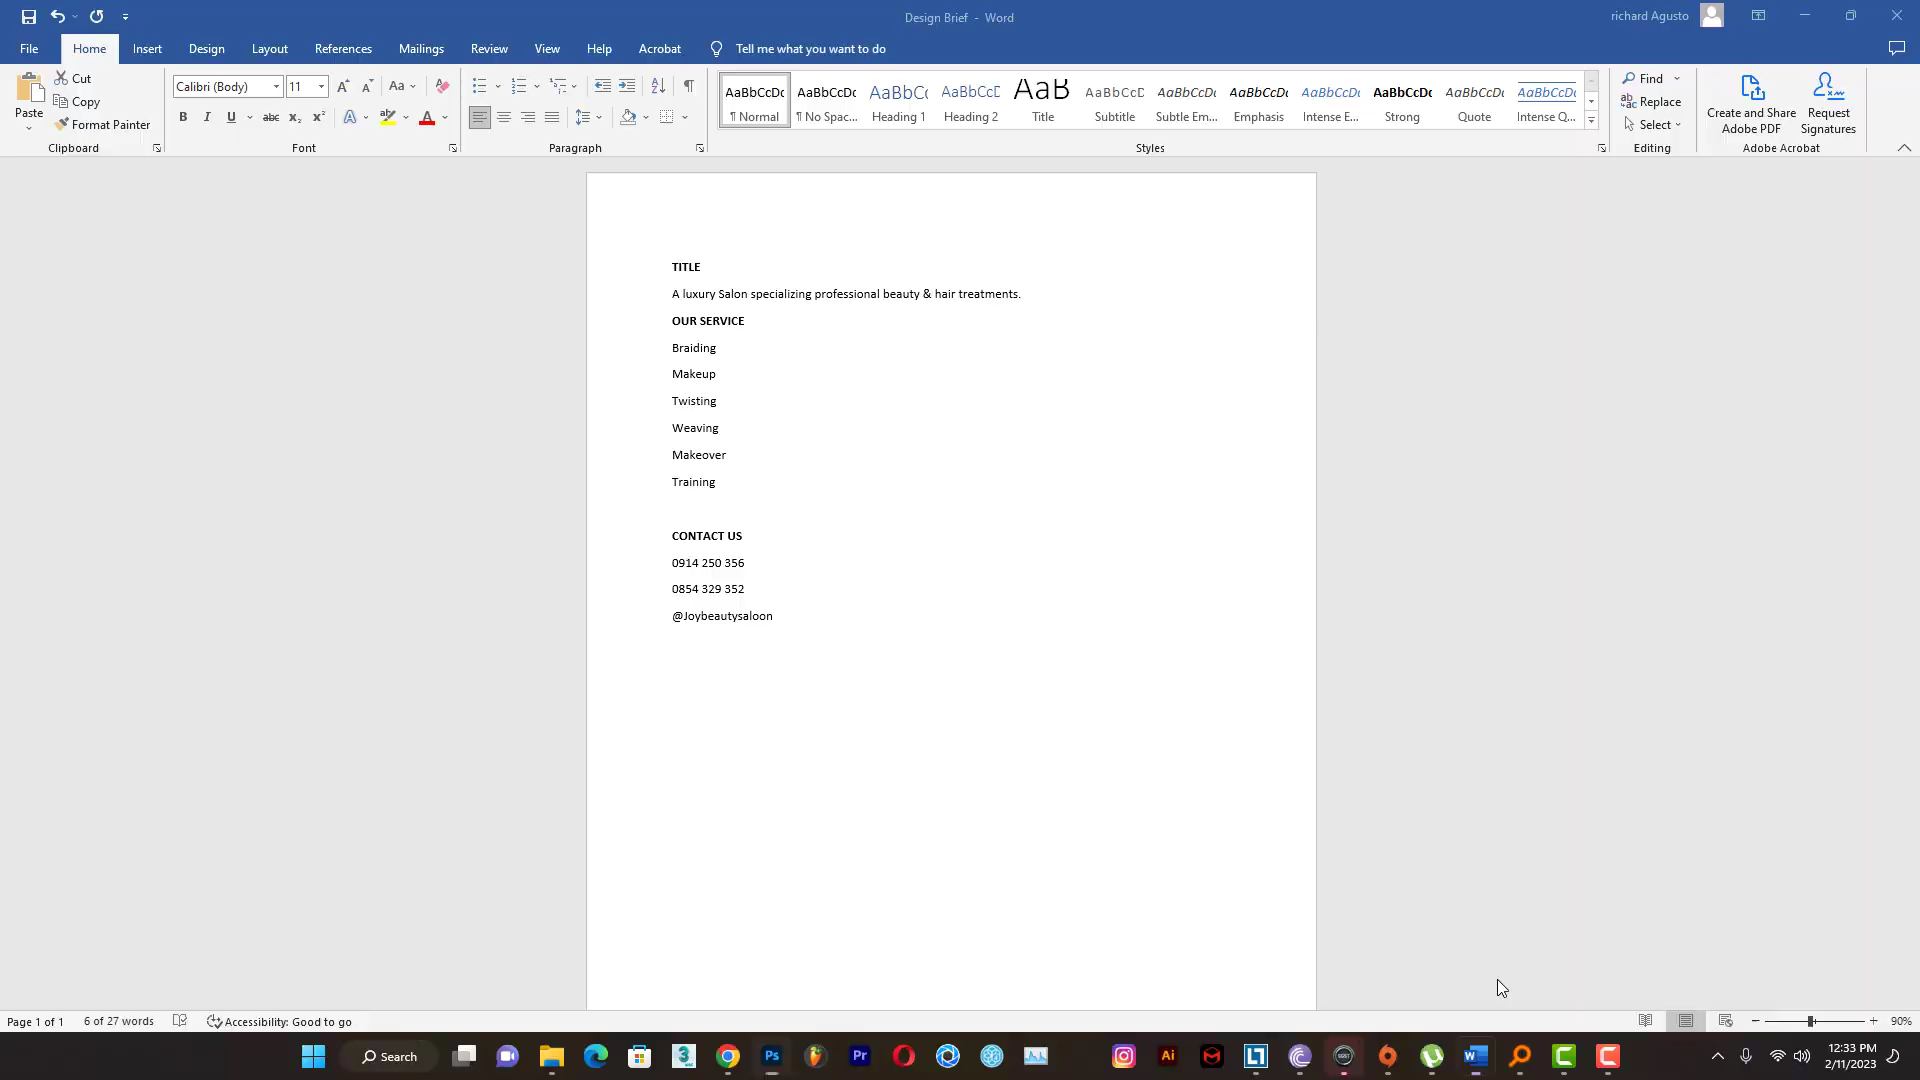 Design Brief - Word
richard Agusto
File Home Insert Design Layout References Mailings Review View Help Acrobat Tell me what you want to do
Paste
Cut
Copy
Format Painter
Clipboard
Calibri (Body) 11
Font
Paragraph
AaBbCcDc AaBbCcDc AaBbC AaBbCcD AaB AaBbCcD AaBbCcDc AaBbCcDc AaBbCcDc AaBbCcDc AaBbCcDc AaBbCcDc
¶ Normal ¶ No Spac... Heading 1 Heading 2 Title Subtitle Subtle Em... Emphasis Intense E... Strong Quote Intense Q...
Styles
Find
Replace
Select
Editing
Create and Share
Adobe PDF
Request
Signatures
Adobe Acrobat
TITLE
A luxury Salon specializing professional beauty & hair treatments.
OUR SERVICE
Braiding
Makeup
Twisting
Weaving
Makeover
Training
CONTACT US
0914 250 356
0854 329 352
@Joybeautysaloon
Page 1 of 1 6 of 27 words Accessibility: Good to go 90%
Search
12:33 PM
2/11/2023